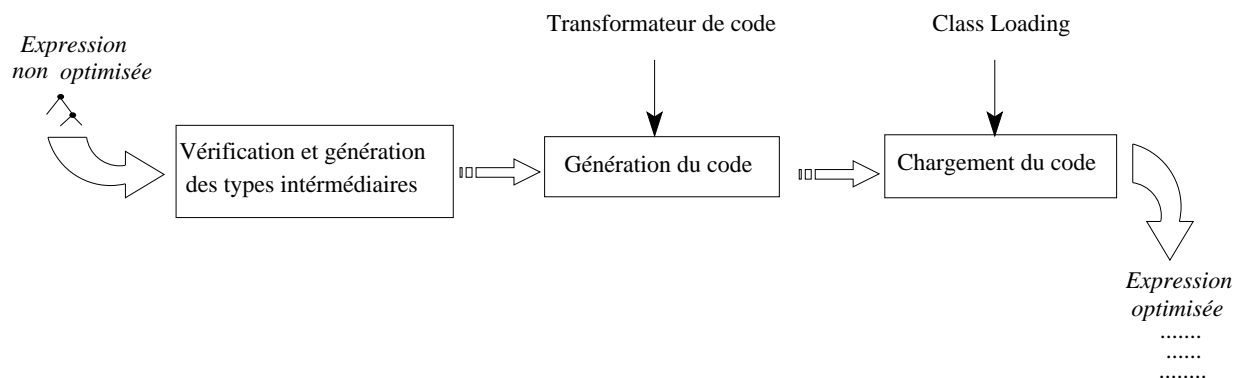 Transformateur de code
Class Loading
Expression
non optimisée
Vérification et génération
des types intérmédiaires
Génération du code
Chargement du code
Expression
optimisée
.......
......
........